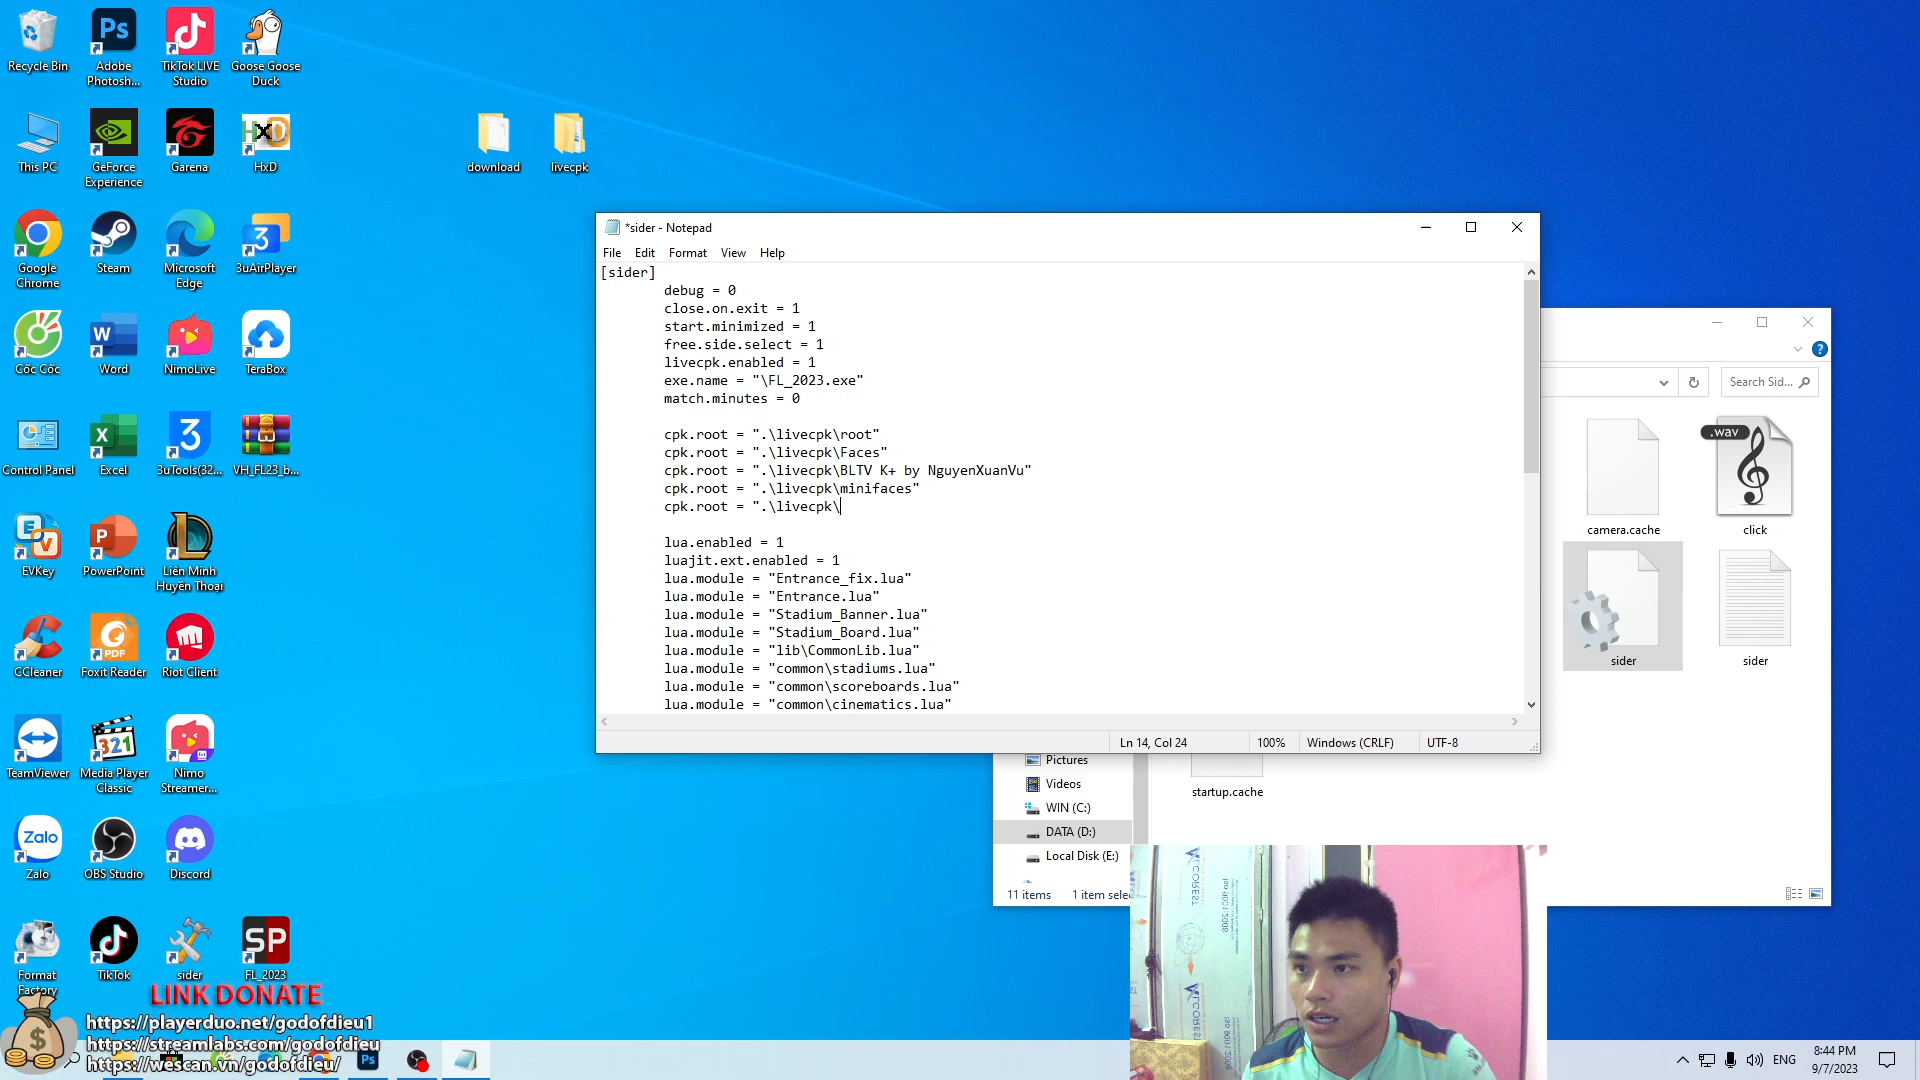 Recycle Bin
Adobe Photosh...
TikTok LIVE Studio
Goose Goose Duck
This PC
GeForce Experience
Garena
HxD
download
livecpk
Google Chrome
Steam
Microsoft Edge
3uAirPlayer
Cốc Cốc
Word
NimoLive
TeraBox
Control Panel
Excel
3uTools(32...
VH_FL23_b...
EVKey
PowerPoint
Liên Minh Huyền Thoại
CCleaner
Foxit Reader
Riot Client
TeamViewer
Media Player Classic
Nimo Streamer...
Zalo
OBS Studio
Discord
Format Factory
TikTok
sider
FL_2023
LINK DONATE
https://playerduo.net/godofdieu1
https://streamlabs.com/godofdieu
https://wescan.vn/godofdieu/
*sider - Notepad
File Edit Format View Help
[sider]
debug = 0
close.on.exit = 1
start.minimized = 1
free.side.select = 1
livecpk.enabled = 1
exe.name = "\FL_2023.exe"
match.minutes = 0
cpk.root = ".\livecpk\root"
cpk.root = ".\livecpk\Faces"
cpk.root = ".\livecpk\BLTV K+ by NguyenXuanVu"
cpk.root = ".\livecpk\minifaces"
cpk.root = ".\livecpk\
lua.enabled = 1
luajit.ext.enabled = 1
lua.module = "Entrance_fix.lua"
lua.module = "Entrance.lua"
lua.module = "Stadium_Banner.lua"
lua.module = "Stadium_Board.lua"
lua.module = "lib\CommonLib.lua"
lua.module = "common\stadiums.lua"
lua.module = "common\scoreboards.lua"
lua.module = "common\cinematics.lua"
Ln 14, Col 24 100% Windows (CRLF) UTF-8
Search Sid...
.wav
camera.cache
click
sider
sider
startup.cache
Pictures
Videos
WIN (C:)
DATA (D:)
Local Disk (E:)
11 items 1 item sele
ENG
8:44 PM
9/7/2023